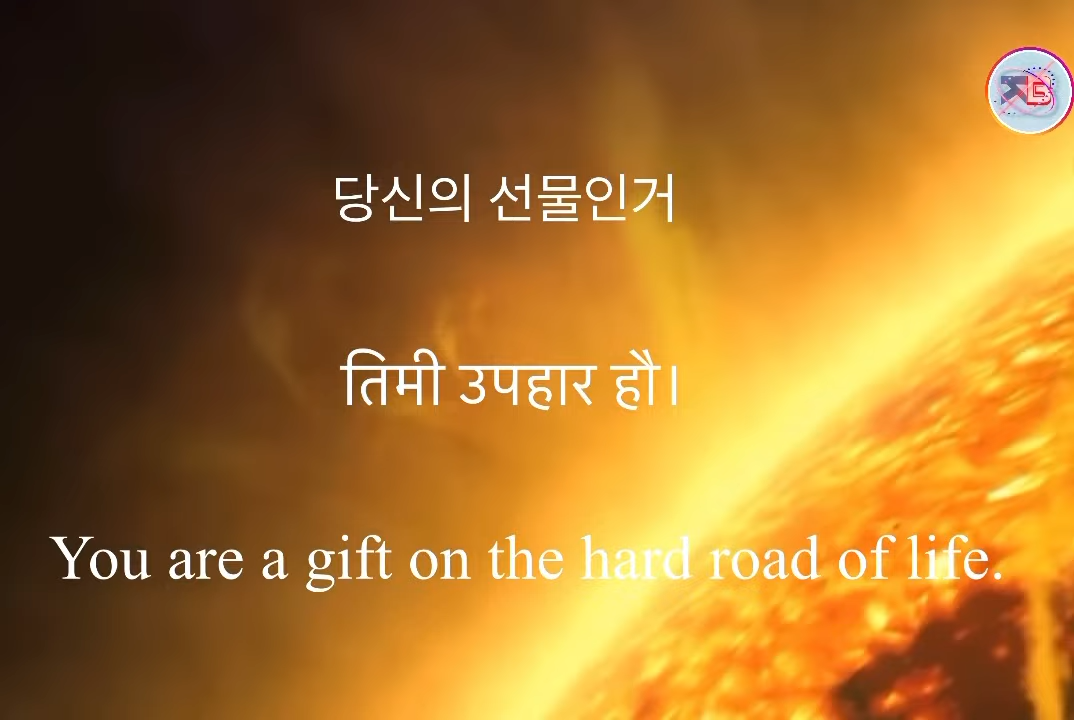 당신의 선물인거
तिमी उपहार हौ।
You are a gift on the hard road of life.